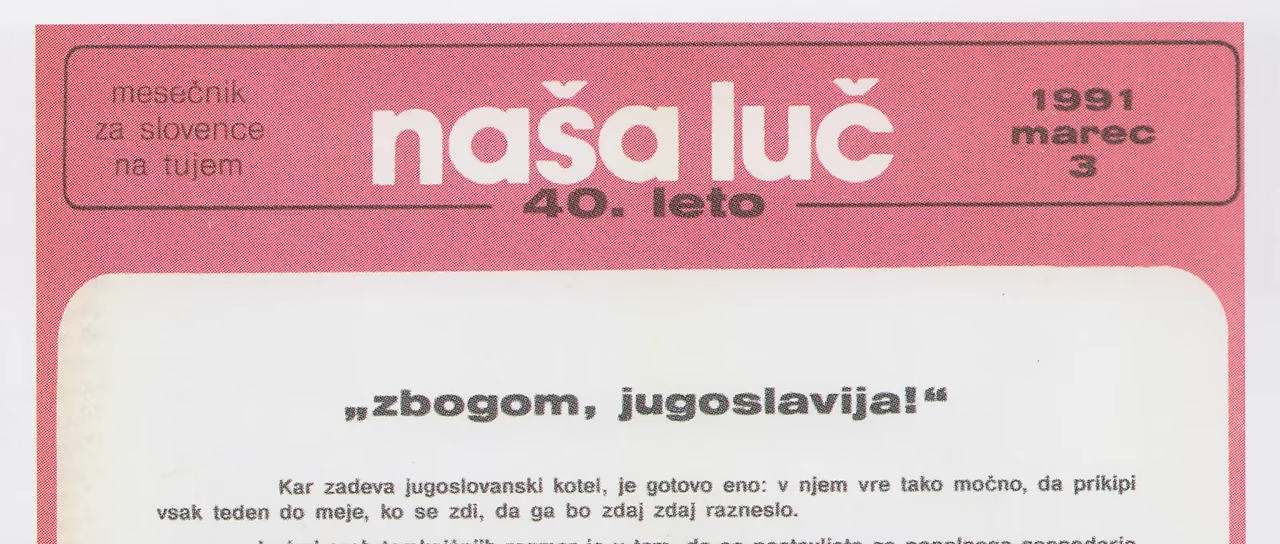 mesečnik
za slovence
na tujem
naša luč
40. leto
1991
marec
3
„zbogom, jugoslavija!“
Kar zadeva jugoslovanski kotel, je gotovo eno: v njem vre tako močno, da prikipi
vsak teden do meje, ko se zdi, da ga bo zdaj zdaj razneslo.